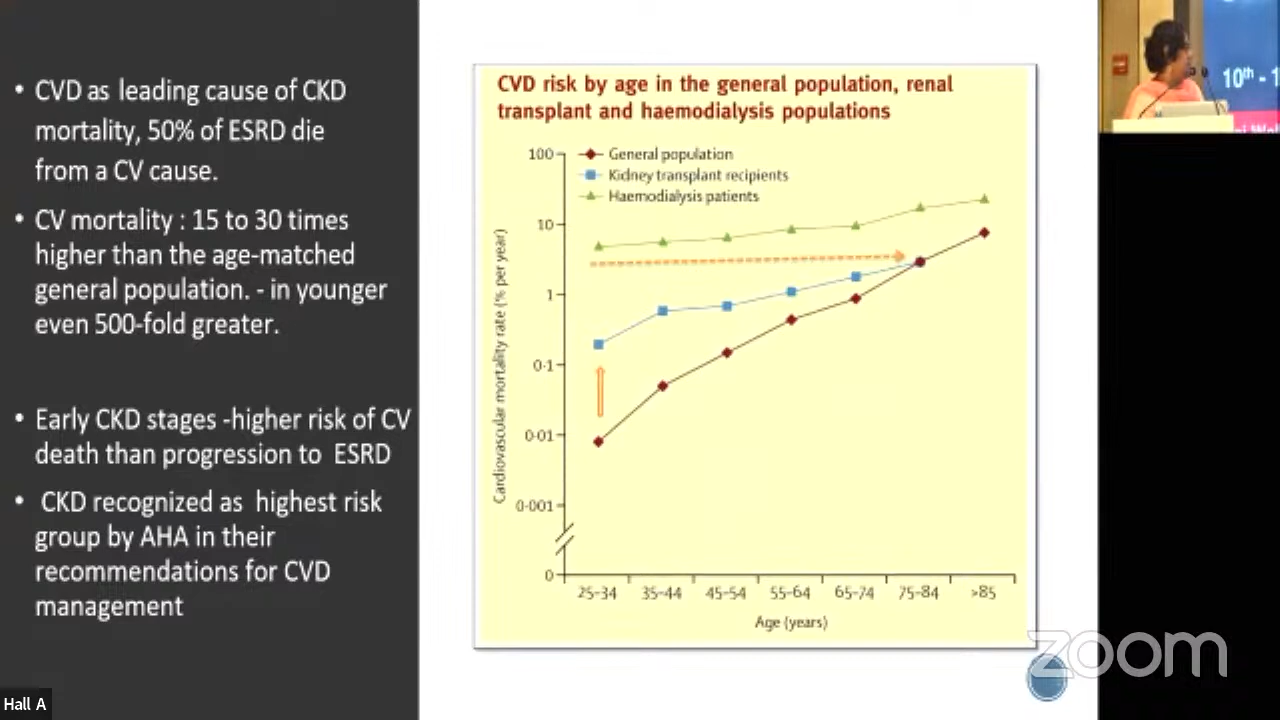 • CVD as leading cause of CKD
mortality, 50% of ESRD die
from a CV cause.
• CV mortality : 15 to 30 times
higher than the age-matched
general population. - in younger
even 500-fold greater.
• Early CKD stages -higher risk of CV
death than progression to ESRD
• CKD recognized as highest risk
group by AHA in their
recommendations for CVD
management
CVD risk by age in the general population, renal
transplant and haemodialysis populations
General population
Kidney transplant recipients
Haemodialysis patients
Cardiovascular mortality rate (% per year)
100
10
1
0·1
0·01
0·001
0
25-34 35-44 45-54 55-64 65-74 75-84 >85
Age (years)
10th - 1
zoom
Hall A